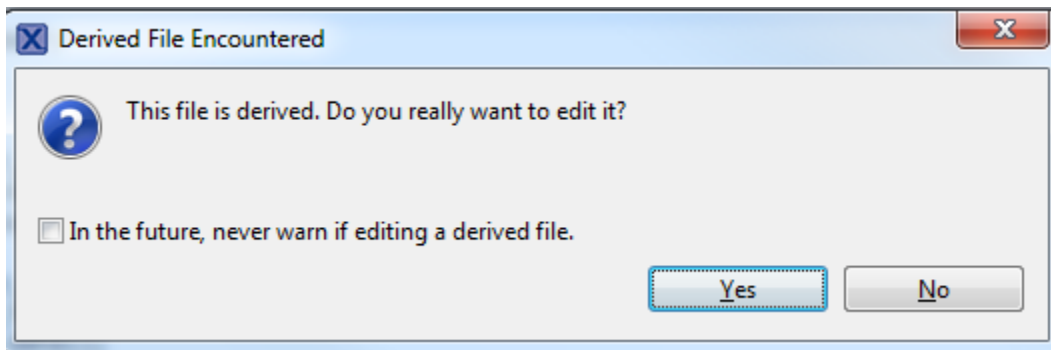 Derived File Encountered
This file is derived. Do you really want to edit it?
In the future, never warn if editing a derived file.
Yes
No